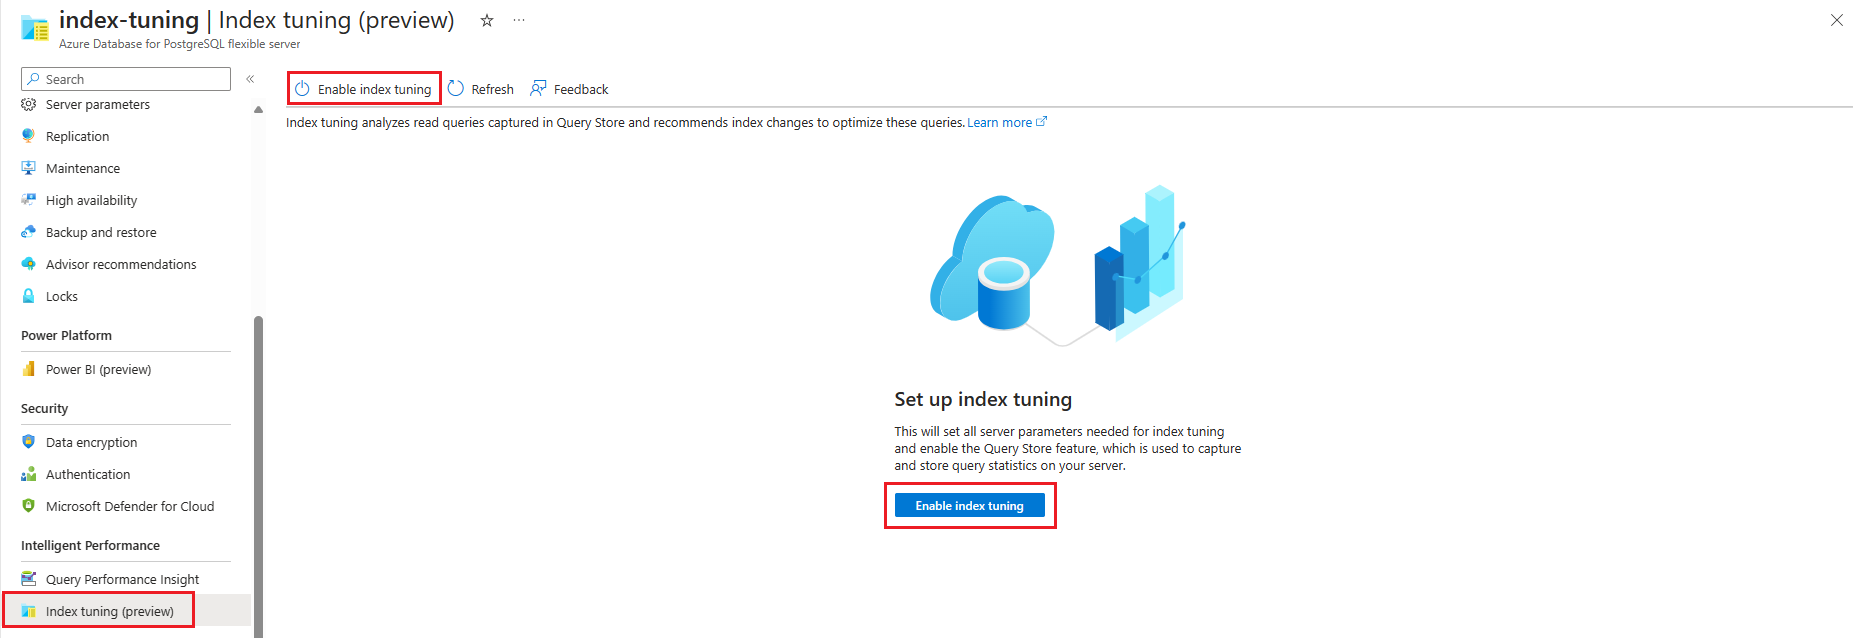 index-tuning | Index tuning (preview)
Azure Database for PostgreSQL flexible server
Search
Server parameters
Replication
Maintenance
High availability
Backup and restore
Advisor recommendations
Locks
Power Platform
Power BI (preview)
Security
Data encryption
Authentication
Microsoft Defender for Cloud
Intelligent Performance
Query Performance Insight
Index tuning (preview)
Enable index tuning Refresh Feedback
Index tuning analyzes read queries captured in Query Store and recommends index changes to optimize these queries. Learn more
Set up index tuning
This will set all server parameters needed for index tuning
and enable the Query Store feature, which is used to capture
and store query statistics on your server.
Enable index tuning